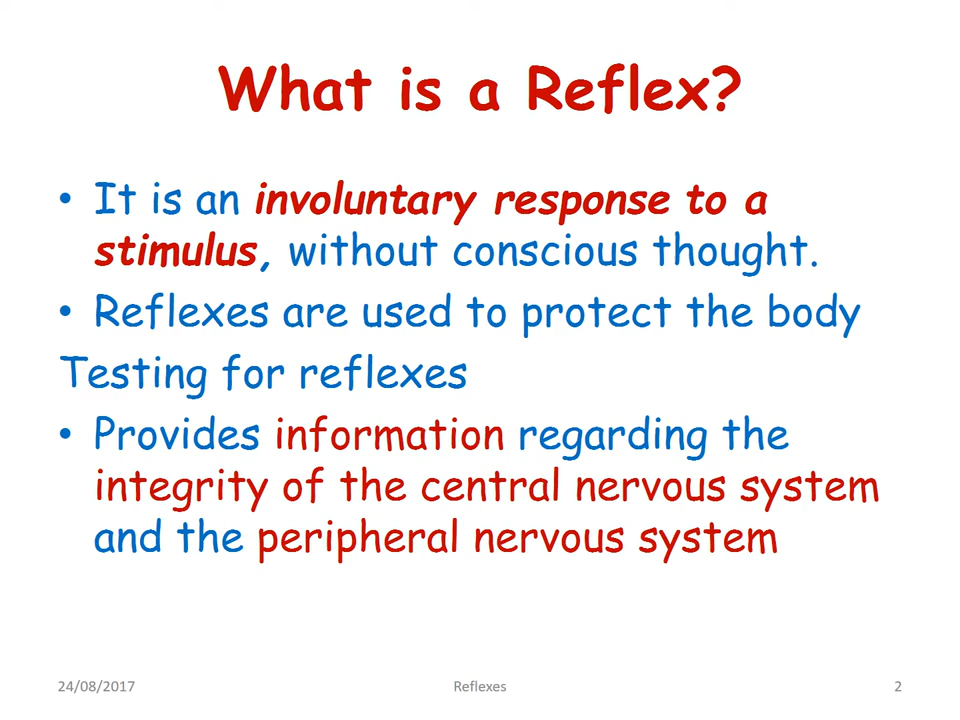 What is a Reflex?
• It is an involuntary response to a
stimulus, without conscious thought.
• Reflexes are used to protect the body
Testing for reflexes
• Provides information regarding the
integrity of the central nervous system
and the peripheral nervous system
24/08/2017 Reflexes 2